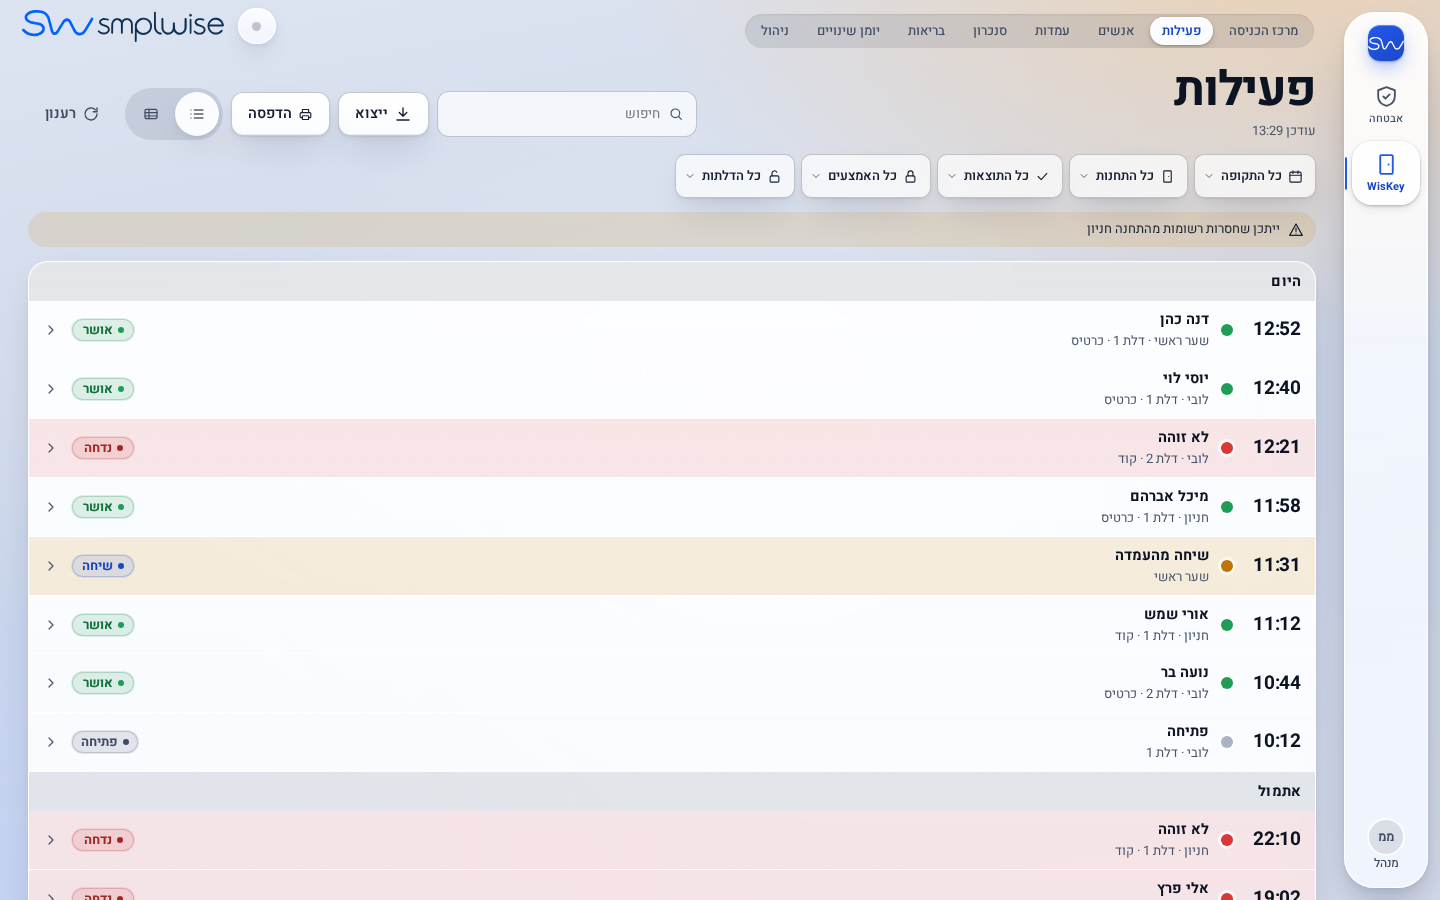 smplwise
מרכז הכניסה
פעילות
אנשים
עמדות
סנכרון
בריאות
יומן שינויים
ניהול
SW
אבטחה
WisKey
פעילות
עודכן 13:29
חיפוש
ייצוא
הדפסה
רענון
כל התקופה
כל התחנות
כל התוצאות
כל האמצעים
כל הדלתות
ייתכן שחסרות רשומות מהתחנה חניון
היום
12:52 דנה כהן אושר
שער ראשי · דלת 1 · כרטיס
12:40 יוסי לוי אושר
לובי · דלת 1 · כרטיס
12:21 לא זוהה נדחה
לובי · דלת 2 · קוד
11:58 מיכל אברהם אושר
חניון · דלת 1 · כרטיס
11:31 שיחה מהעמדה שיחה
שער ראשי
11:12 אורי שמש אושר
חניון · דלת 1 · קוד
10:44 נועה בר אושר
לובי · דלת 2 · כרטיס
10:12 פתיחה פתיחה
לובי · דלת 1
אתמול
22:10 לא זוהה נדחה
חניון · דלת 1 · קוד
19:02 אלי פרץ נדחה
ממ
מנהל